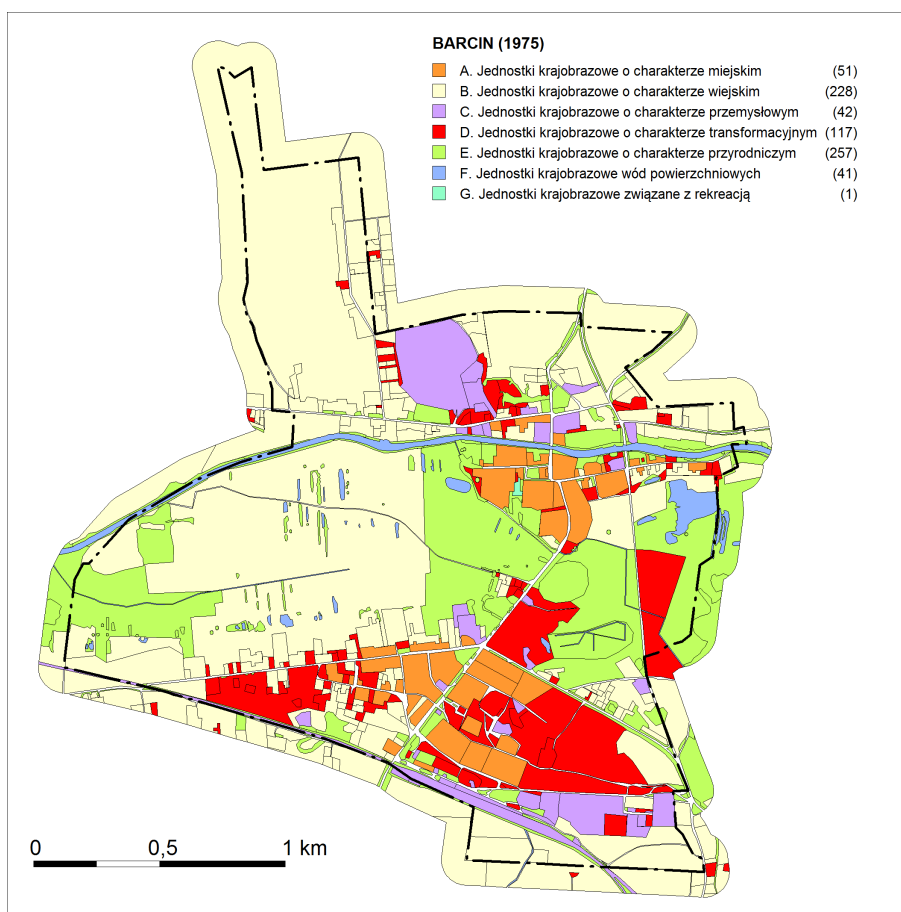 BARCIN (1975)
A. Jednostki krajobrazowe o charakterze miejskim (51)
B. Jednostki krajobrazowe o charakterze wiejskim (228)
C. Jednostki krajobrazowe o charakterze przemysłowym (42)
D. Jednostki krajobrazowe o charakterze transformacyjnym (117)
E. Jednostki krajobrazowe o charakterze przyrodniczym (257)
F. Jednostki krajobrazowe wód powierzchniowych (41)
G. Jednostki krajobrazowe związane z rekreacją (1)
0 0,5 1 km